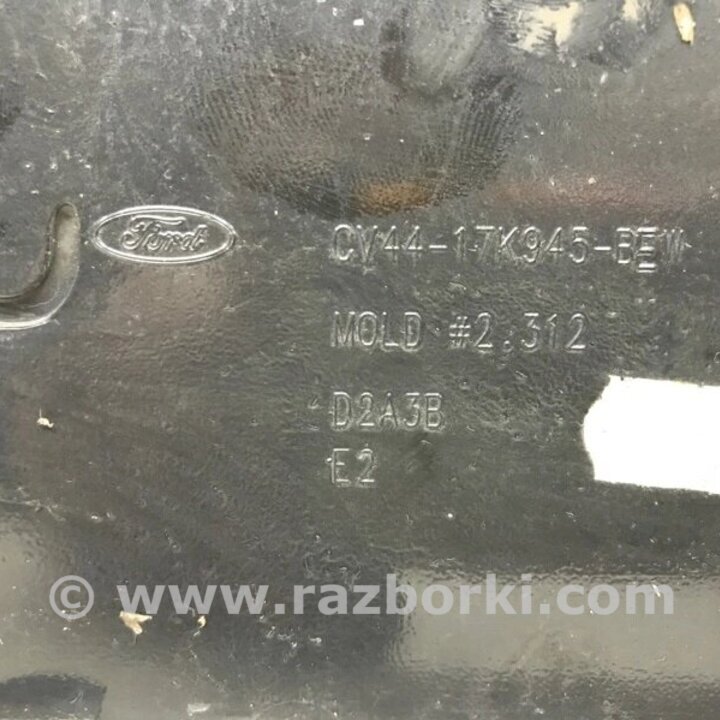 Ford
CV44-17K945-BEW
MOLD #2.312
D2A3B
E2
© www.razborki.com